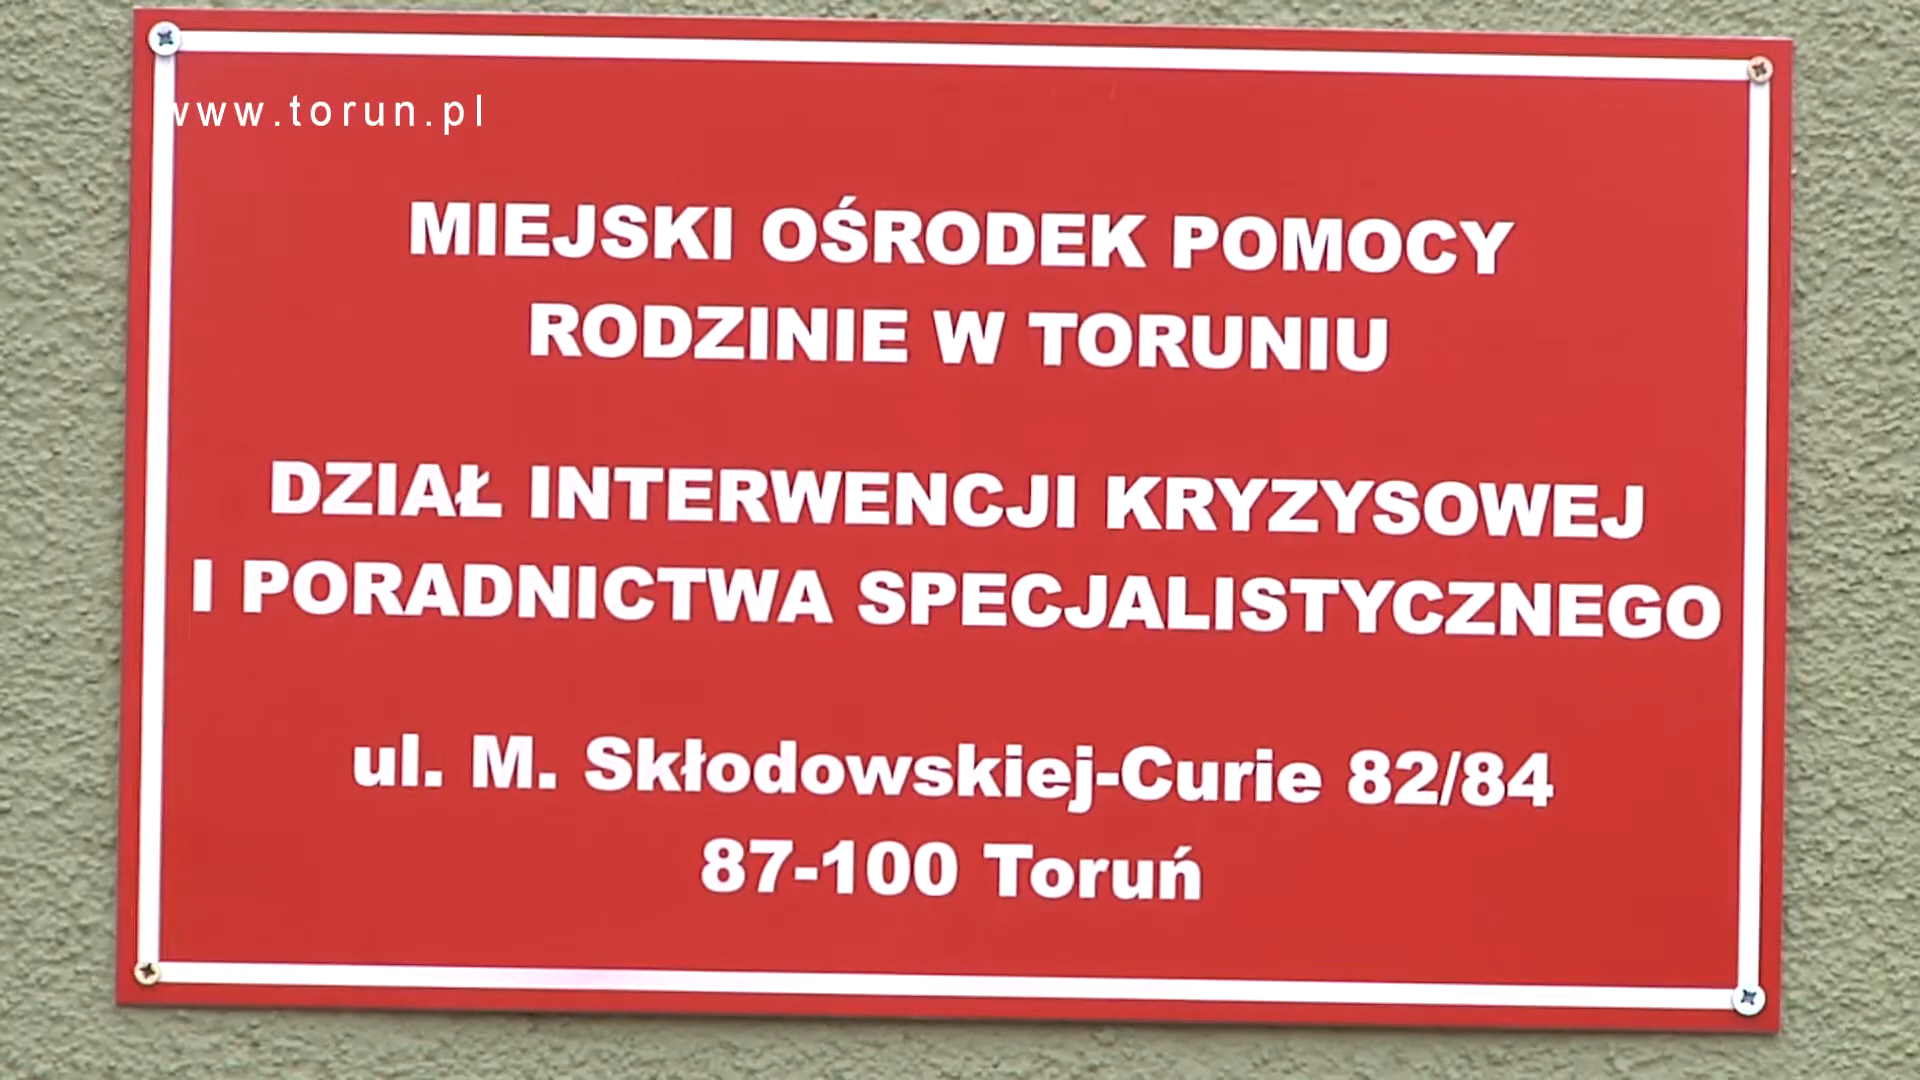 www.torun.pl
MIEJSKI OŚRODEK POMOCY
RODZINIE W TORUNIU
DZIAŁ INTERWENCJI KRYZYSOWEJ
I PORADNICTWA SPECJALISTYCZNEGO
ul. M. Skłodowskiej-Curie 82/84
87-100 Toruń